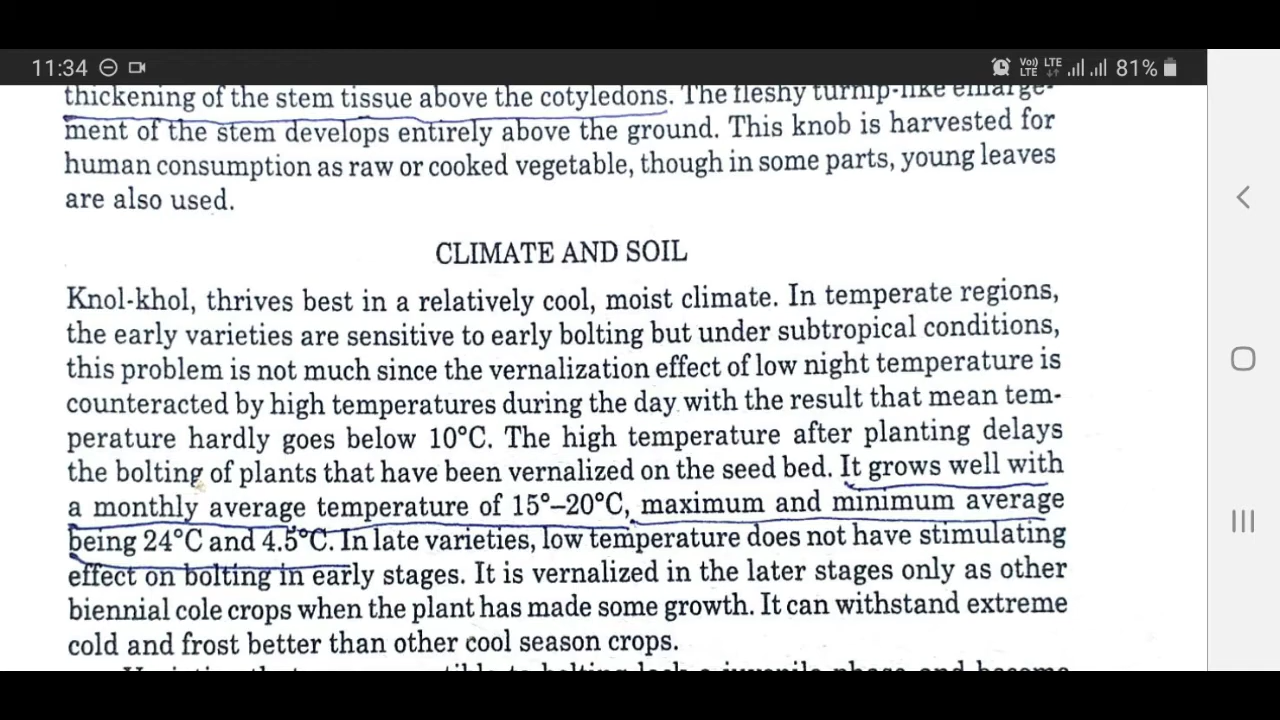 11:34 Vo)) LTE LTE 81%
thickening of the stem tissue above the cotyledons. The fleshy turnip-like enlarge-
ment of the stem develops entirely above the ground. This knob is harvested for
human consumption as raw or cooked vegetable, though in some parts, young leaves
are also used.
CLIMATE AND SOIL
Knol-khol, thrives best in a relatively cool, moist climate. In temperate regions,
the early varieties are sensitive to early bolting but under subtropical conditions,
this problem is not much since the vernalization effect of low night temperature is
counteracted by high temperatures during the day with the result that mean tem-
perature hardly goes below 10°C. The high temperature after planting delays
the bolting of plants that have been vernalized on the seed bed. It grows well with
a monthly average temperature of 15°–20°C, maximum and minimum average
being 24°C and 4.5°C. In late varieties, low temperature does not have stimulating
effect on bolting in early stages. It is vernalized in the later stages only as other
biennial cole crops when the plant has made some growth. It can withstand extreme
cold and frost better than other cool season crops.
to bolting lack a juvenile phase and become